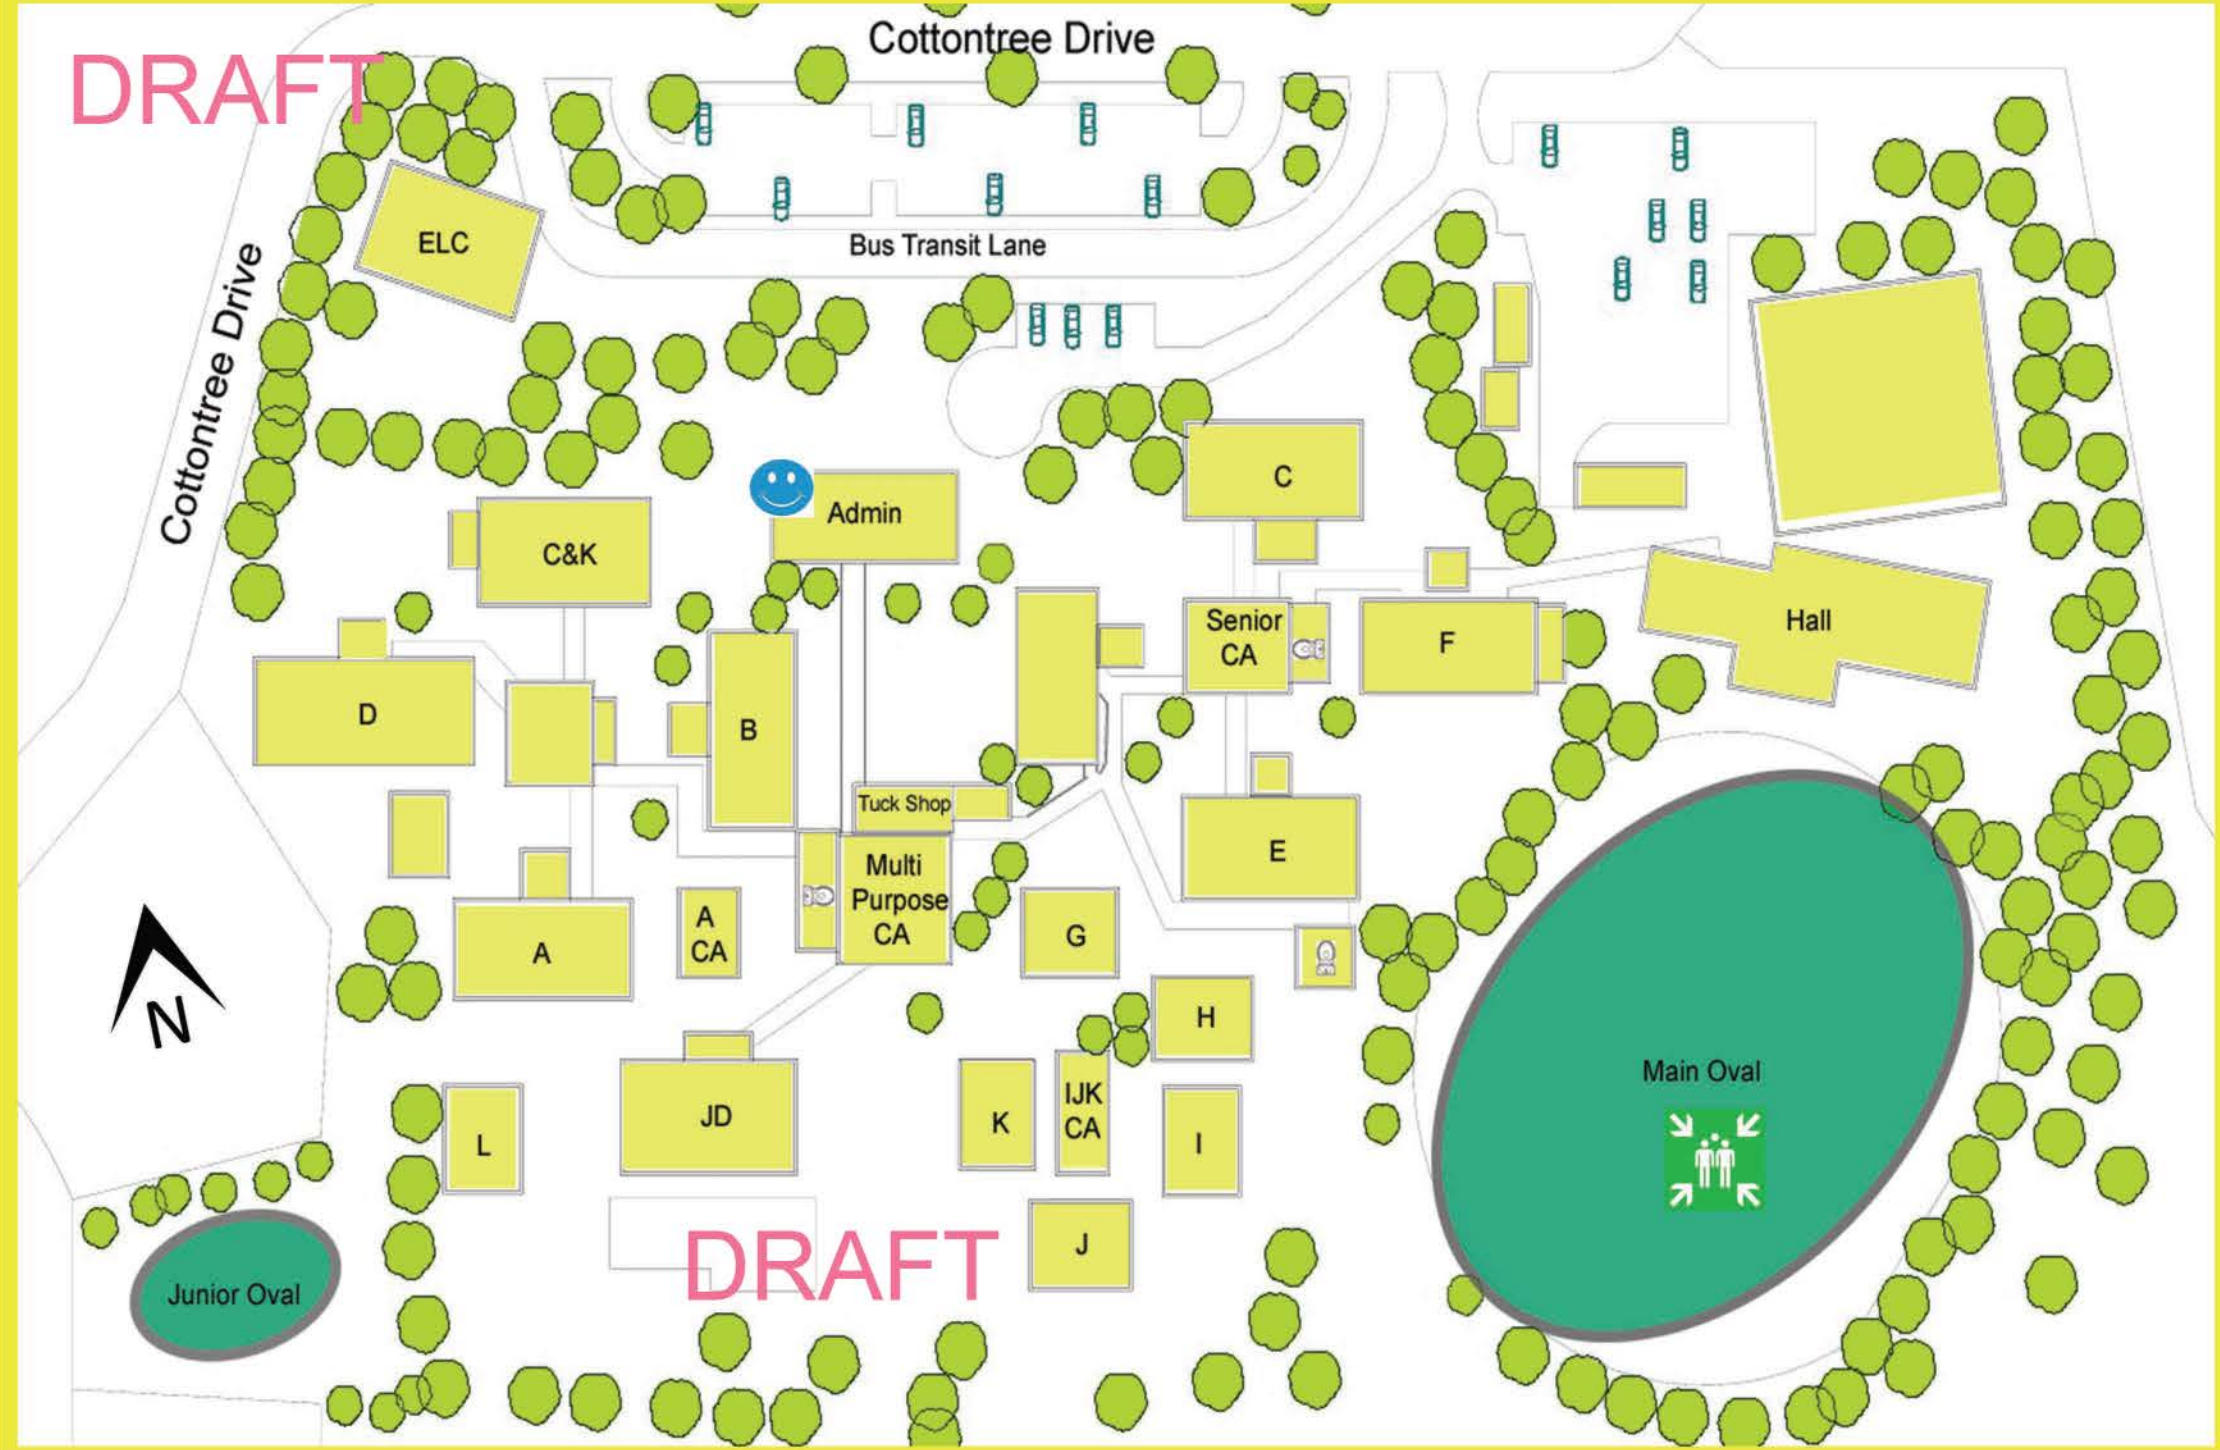 Cottontree Drive
DRAFT
ELC
Bus Transit Lane
Cottontree Drive
C
Admin
C&K
Senior
CA
F
Hall
D
B
Tuck Shop
Multi
Purpose
CA
E
A
A
CA
G
N
H
Main Oval
IJK
CA
K
JD
L
I
J
DRAFT
Junior Oval